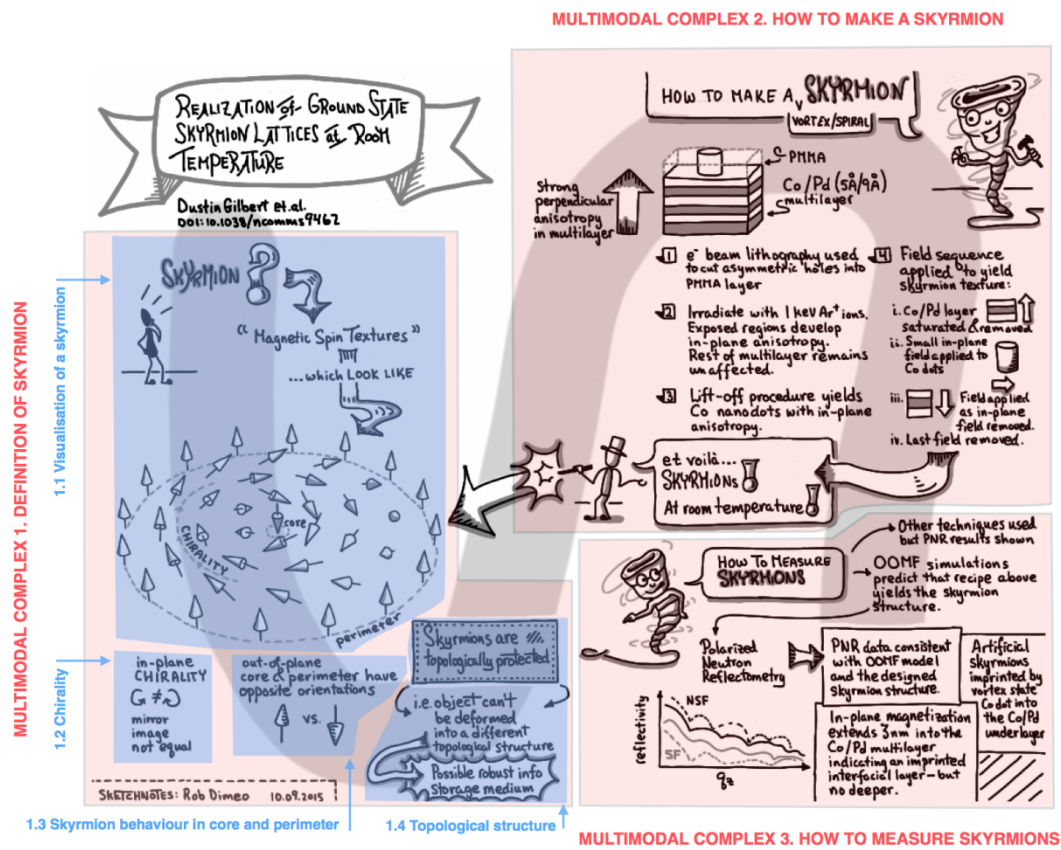 MULTIMODAL COMPLEX 2. HOW TO MAKE A SKYRMION
REALIZATION of GROUND STATE
SKYRMION LATTICES at ROOM
TEMPERATURE
Dustin Gilbert et.al.
DOI:10.1038/ncomms9462
HOW TO MAKE A SKYRMION
VORTEX/SPIRAL
PMMA
Co/Pd (5Å/9Å)
multilayer
Strong
perpendicular
anisotropy
in multilayer
1 e⁻ beam lithography used
to cut asymmetric holes into
PMMA layer
2 Irradiate with 1 keV Ar⁺ ions.
Exposed regions develop
in-plane anisotropy.
Rest of multilayer remains
unaffected.
3 Lift-off procedure yields
Co nanodots with in-plane
anisotropy.
4 Field sequence
applied to yield
skyrmion texture:
i. Co/Pd layer
saturated & removed
ii. Small in-plane
field applied to
Co dots
iii. Field applied
as in-plane
field removed.
iv. Last field removed.
et voilà...
SKYRMIONs!
At room temperature!
MULTIMODAL COMPLEX 1. DEFINITION OF SKYRMION
1.1 Visualisation of a skyrmion
SKYRMION?
"Magnetic Spin Textures"
...which LOOK LIKE
core
CHIRALITY
perimeter
1.2 Chirality
in-plane
CHIRALITY
≠
mirror
image
not equal
out-of-plane
core & perimeter have
opposite orientations
vs.
Skyrmions are
topologically protected
i.e. object can't
be deformed
into a different
topological structure
Possible robust info
Storage medium
SKETCHNOTES: Rob Dimeo 10.09.2015
1.3 Skyrmion behaviour in core and perimeter
1.4 Topological structure
HOW TO MEASURE
SKYRMIONS
Other techniques used
but PNR results shown
OOMF simulations
predict that recipe above
yields the skyrmion
structure.
Polarized
Neutron
Reflectometry
PNR data consistent
with OOMF model
and the designed
Skyrmion structure.
Artificial
skyrmions
imprinted by
vortex state
Co dot into
the Co/Pd
underlayer
In-plane magnetization
extends 3nm into the
Co/Pd multilayer
indicating an imprinted
interfacial layer - but
no deeper.
reflectivity
NSF
SF
qz
MULTIMODAL COMPLEX 3. HOW TO MEASURE SKYRMIONS